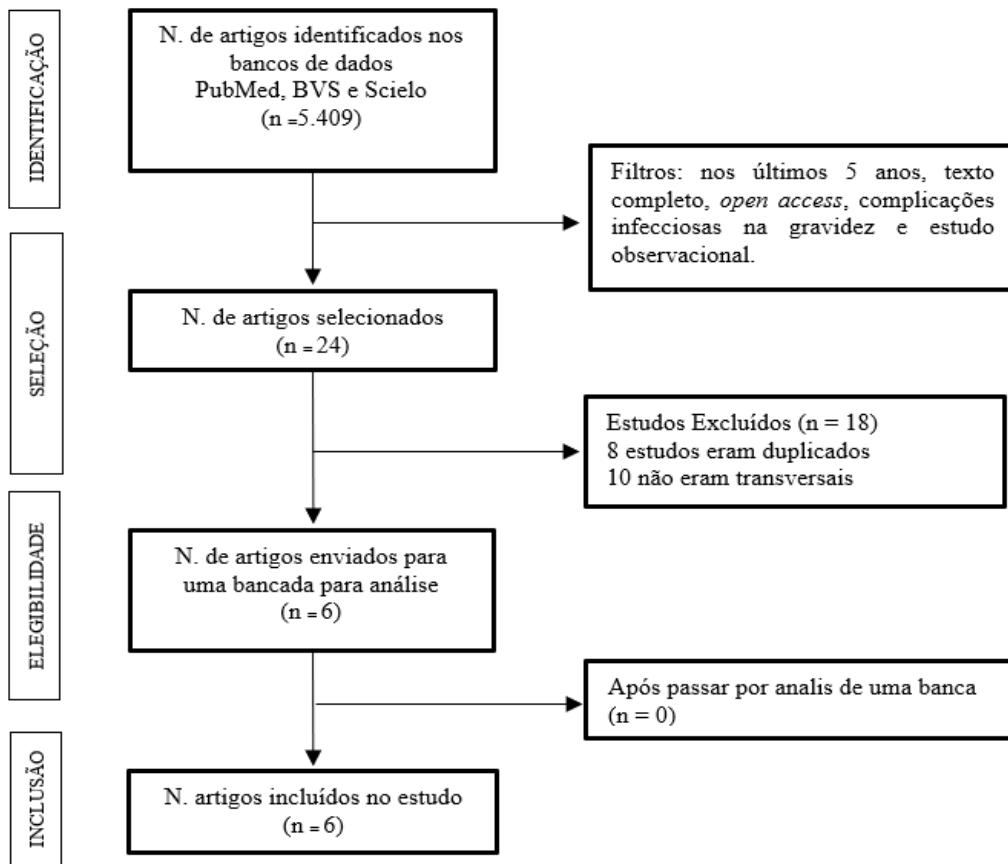 IDENTIFICAÇÃO
N. de artigos identificados nos
bancos de dados
PubMed, BVS e Scielo
(n =5.409)
Filtros: nos últimos 5 anos, texto
completo, open access, complicações
infecciosas na gravidez e estudo
observacional.
SELEÇÃO
N. de artigos selecionados
(n = 24)
Estudos Excluídos (n = 18)
8 estudos eram duplicados
10 não eram transversais
ELEGIBILIDADE
N. de artigos enviados para
uma bancada para análise
(n = 6)
Após passar por analis de uma banca
(n = 0)
INCLUSÃO
N. artigos incluídos no estudo
(n = 6)